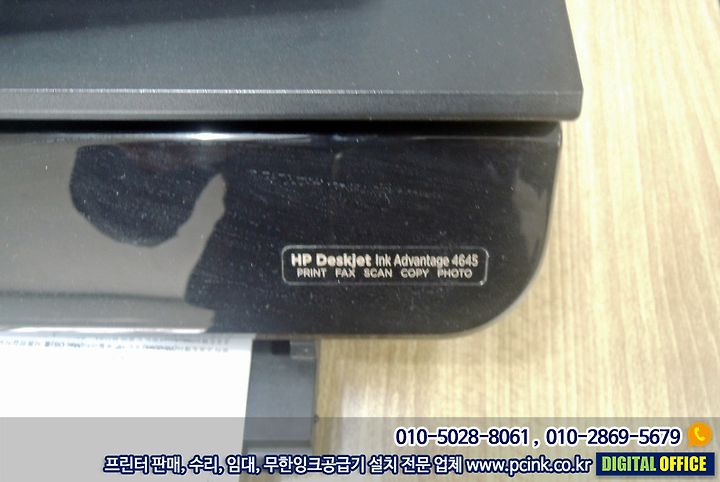 HP Deskjet Ink Advantage 4645
PRINT FAX SCAN COPY PHOTO
010-5028-8061, 010-2869-5679
프린터 판매, 수리, 임대, 무한잉크공급기 설치 전문 업체 www.pcink.co.kr DIGITAL OFFICE